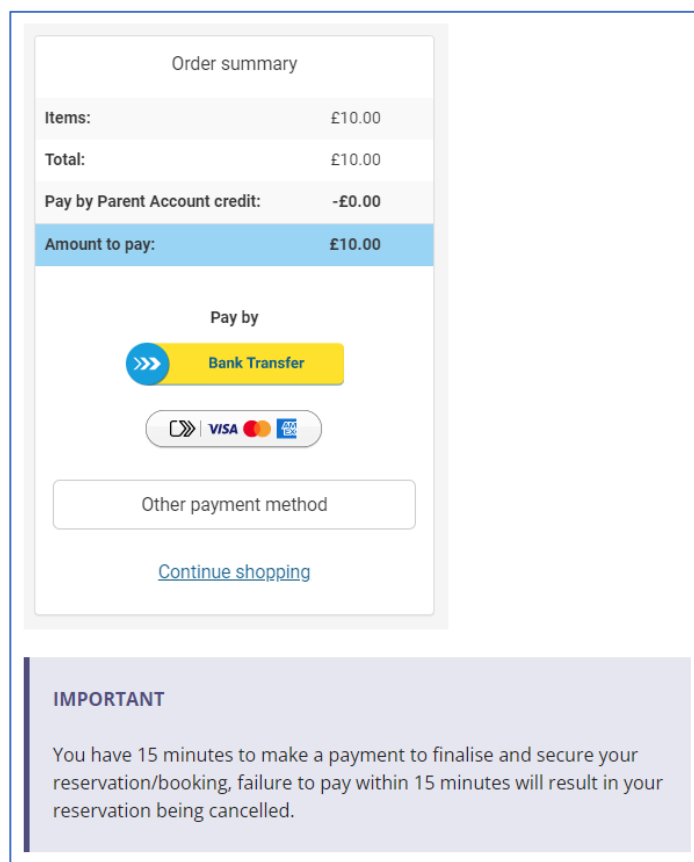 Order summary
Items: £10.00
Total: £10.00
Pay by Parent Account credit: -£0.00
Amount to pay: £10.00
Pay by
Bank Transfer
VISA AM EX
Other payment method
Continue shopping
IMPORTANT
You have 15 minutes to make a payment to finalise and secure your
reservation/booking, failure to pay within 15 minutes will result in your
reservation being cancelled.